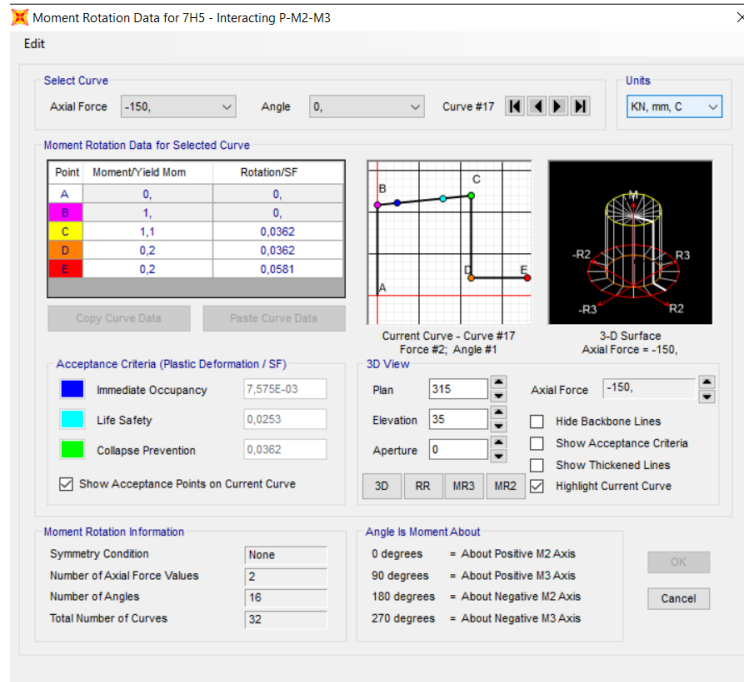 Moment Rotation Data for 7H5 - Interacting P-M2-M3
Edit
Select Curve
Units
Axial Force -150, Angle 0, Curve #17
KN, mm, C
Moment Rotation Data for Selected Curve
Point Moment/Yield Mom Rotation/SF
A 0, 0,
B 1, 0,
C 1,1 0,0362
D 0,2 0,0362
E 0,2 0,0581
Copy Curve Data Paste Curve Data
B C
D E
A
Current Curve - Curve #17
Force #2; Angle #1
M
-R2 R3
-R3 R2
3-D Surface
Axial Force = -150,
Acceptance Criteria (Plastic Deformation / SF)
Immediate Occupancy 7,575E-03
Life Safety 0,0253
Collapse Prevention 0,0362
Show Acceptance Points on Current Curve
3D View
Plan 315
Elevation 35
Aperture 0
3D RR MR3 MR2
Axial Force -150,
Hide Backbone Lines
Show Acceptance Criteria
Show Thickened Lines
Highlight Current Curve
Moment Rotation Information
Symmetry Condition None
Number of Axial Force Values 2
Number of Angles 16
Total Number of Curves 32
Angle Is Moment About
0 degrees = About Positive M2 Axis
90 degrees = About Positive M3 Axis
180 degrees = About Negative M2 Axis
270 degrees = About Negative M3 Axis
OK
Cancel